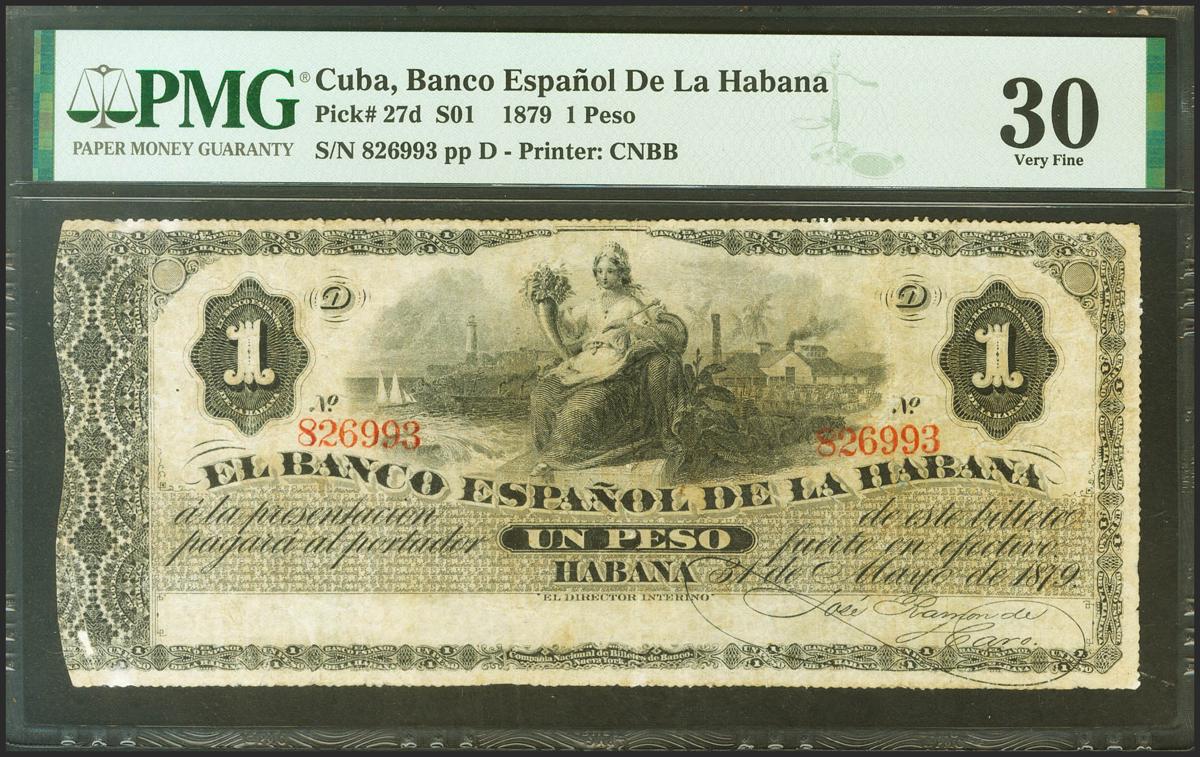 PMG®
PAPER MONEY GUARANTY
Cuba, Banco Español De La Habana
Pick# 27d S01 1879 1 Peso
S/N 826993 pp D - Printer: CNBB
30
Very Fine
1 D D 1
Nº Nº
826993 826993
EL BANCO ESPAÑOL DE LA HABANA
á la presentacion de este billete
pagará al portador UN PESO fuerte en efectivo.
HABANA 31 de Mayo de 1879.
"EL DIRECTOR INTERINO"
José Ramon de
Haro.
Compañia Nacional de Billetes de Banco.
Nueva York.